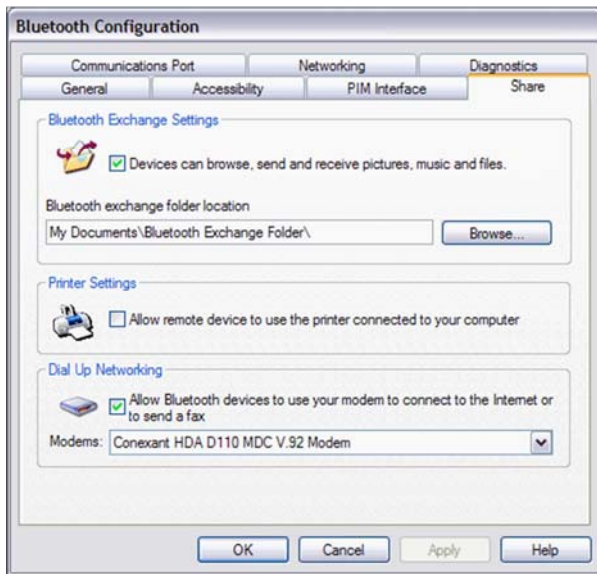 Bluetooth Configuration
Communications Port Networking Diagnostics
General Accessibility PIM Interface Share
Bluetooth Exchange Settings
Devices can browse, send and receive pictures, music and files.
Bluetooth exchange folder location
My Documents\Bluetooth Exchange Folder\ Browse...
Printer Settings
Allow remote device to use the printer connected to your computer
Dial Up Networking
Allow Bluetooth devices to use your modem to connect to the Internet or
to send a fax
Modems: Conexant HDA D110 MDC V.92 Modem
OK Cancel Apply Help